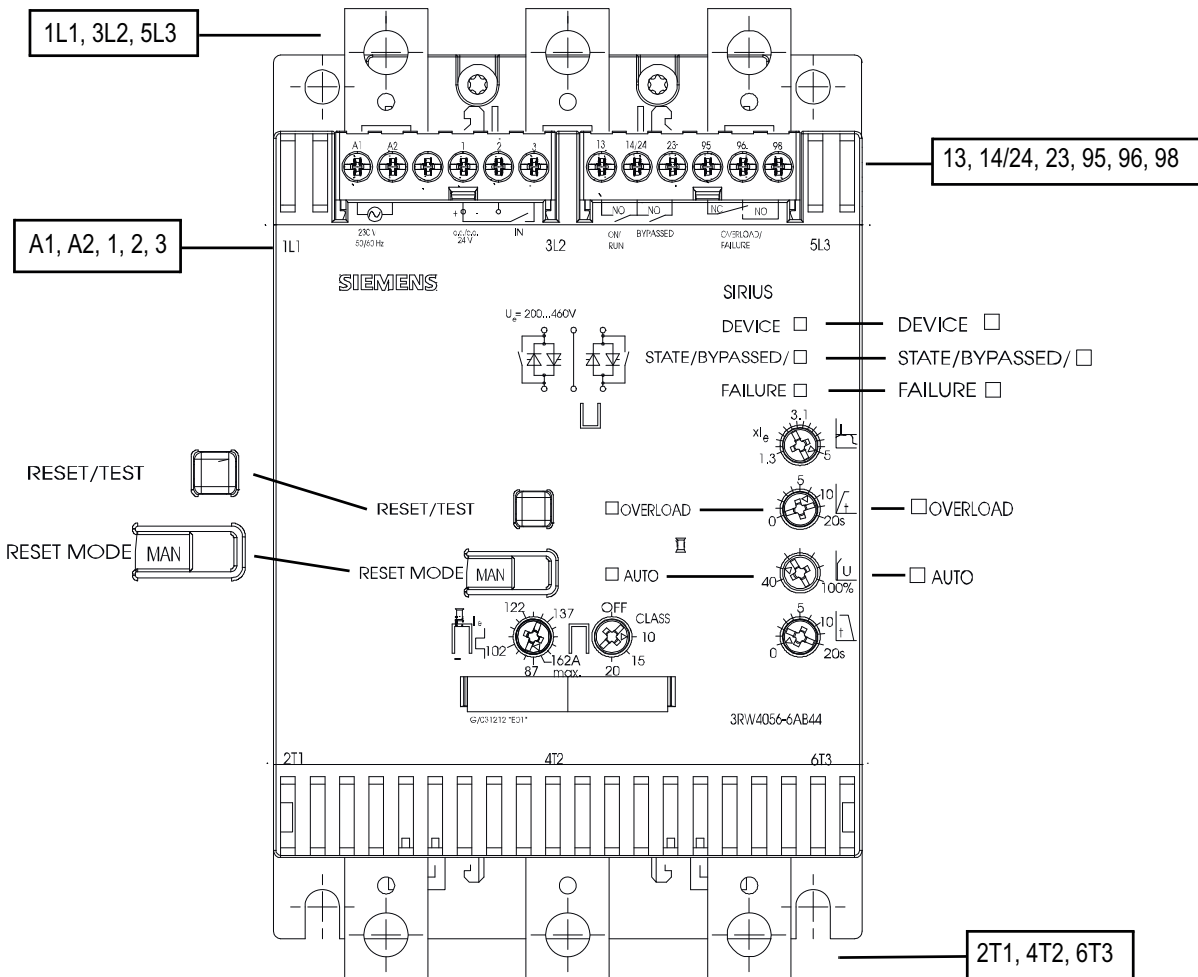 1L1, 3L2, 5L3
13, 14/24, 23, 95, 96, 98
A1, A2, 1, 2, 3
A1 A2 1 2 3
13 14/24 23 95 96 98
NO NO NC NO
230V
50/60 Hz
+ -
24 V
IN
ON/
RUN
BYPASSED
OVERLOAD/
FAILURE
1L1 3L2 5L3
SIEMENS
SIRIUS
Ue= 200...460V
DEVICE □ DEVICE □
STATE/BYPASSED/ □ STATE/BYPASSED/ □
FAILURE □ FAILURE □
xIe 1.3 3.1 5
RESET/TEST
RESET/TEST
□ OVERLOAD □ OVERLOAD
0 5 10 20s
t
RESET MODE MAN
RESET MODE MAN
□ AUTO □ AUTO
40 100%
U
Ie
87 102 122 137 162A
max.
OFF CLASS
10
15
20
0 5 10 20s
t
G/031212 *E01*
3RW4056-6AB44
2T1 4T2 6T3
2T1, 4T2, 6T3